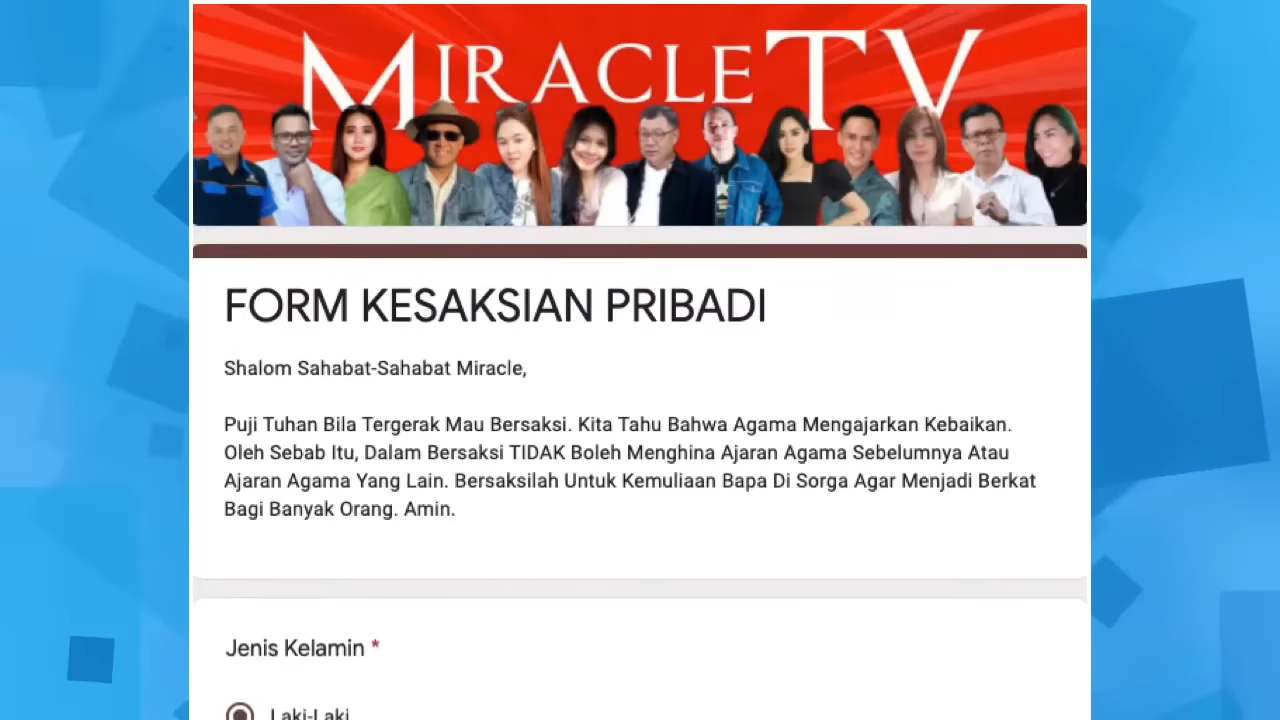 MIRACLE TV
FORM KESAKSIAN PRIBADI
Shalom Sahabat-Sahabat Miracle,
Puji Tuhan Bila Tergerak Mau Bersaksi. Kita Tahu Bahwa Agama Mengajarkan Kebaikan.
Oleh Sebab Itu, Dalam Bersaksi TIDAK Boleh Menghina Ajaran Agama Sebelumnya Atau
Ajaran Agama Yang Lain. Bersaksilah Untuk Kemuliaan Bapa Di Sorga Agar Menjadi Berkat
Bagi Banyak Orang. Amin.
Jenis Kelamin *
Laki-Laki